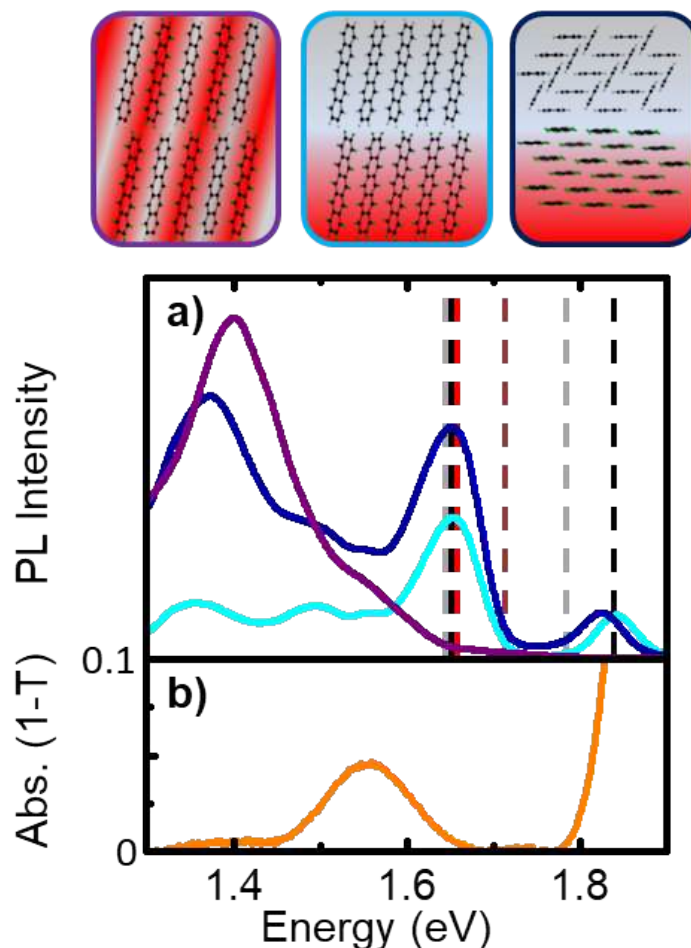 a)
PL Intensity
0.1
b)
Abs. (1-T)
0
1.4 1.6 1.8
Energy (eV)